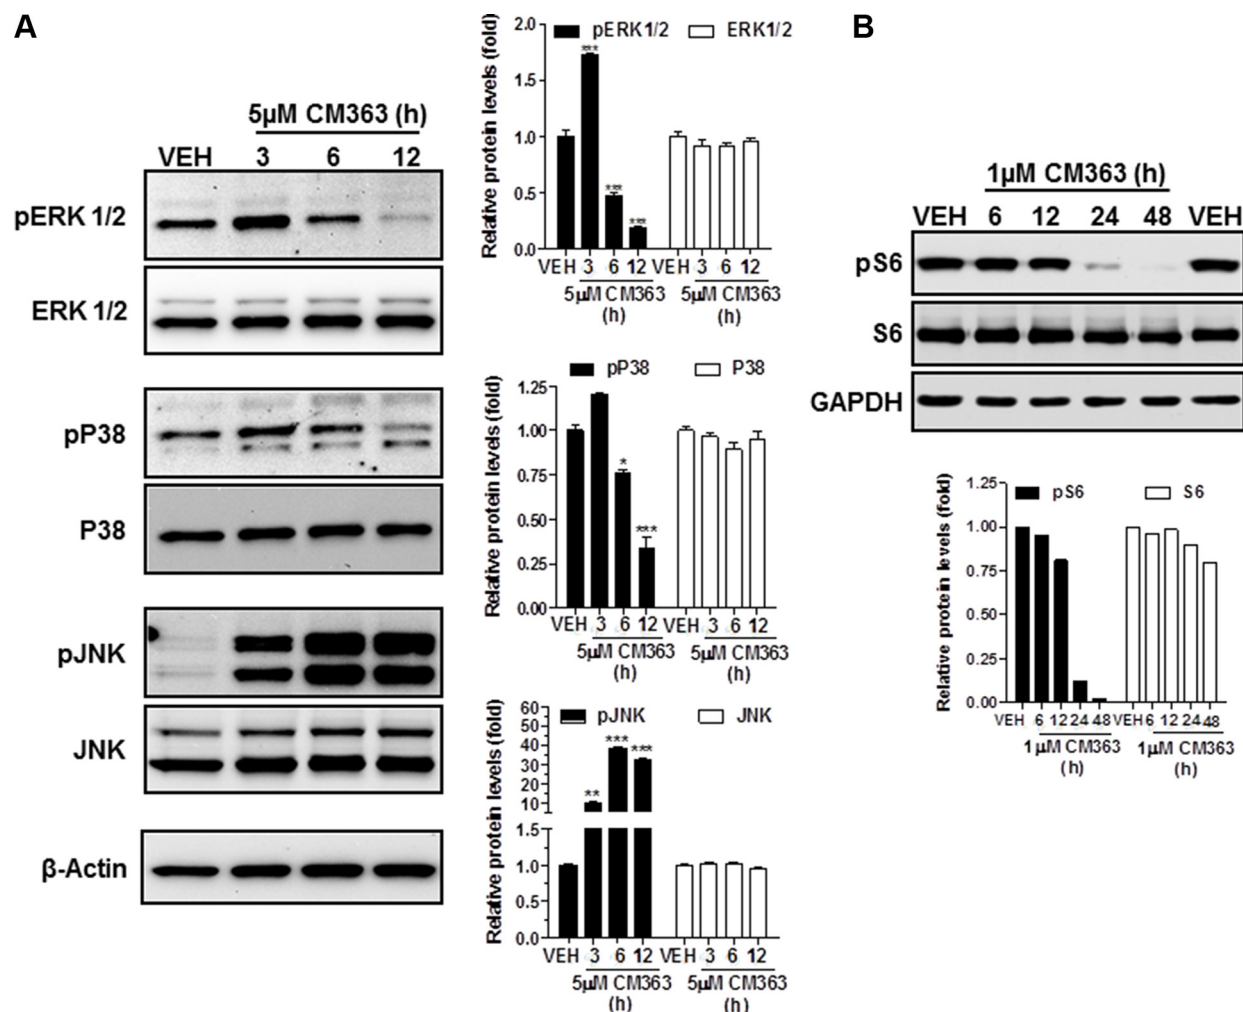 A
5µM CM363 (h)
VEH 3 6 12
pERK 1/2
ERK 1/2
pP38
P38
pJNK
JNK
β-Actin
pERK1/2 ERK1/2
Relative protein levels (fold)
2.0
1.5
1.0
0.5
0.0
*** *** ***
VEH 3 6 12 VEH 3 6 12
5µM CM363 5µM CM363
(h) (h)
pP38 P38
Relative protein levels (fold)
1.25
1.00
0.75
0.50
0.25
0.00
* ***
VEH 3 6 12 VEH 3 6 12
5µM CM363 5µM CM363
(h) (h)
pJNK JNK
Relative protein levels (fold)
60
50
40
30
20
10
1.5
1.0
0.5
0.0
** *** ***
VEH 3 6 12 VEH 3 6 12
5µM CM363 5µM CM363
(h) (h)
B
1µM CM363 (h)
VEH 6 12 24 48 VEH
pS6
S6
GAPDH
pS6 S6
Relative protein levels (fold)
1.25
1.00
0.75
0.50
0.25
0.00
VEH 6 12 24 48 VEH 6 12 24 48
1µM CM363 1µM CM363
(h) (h)